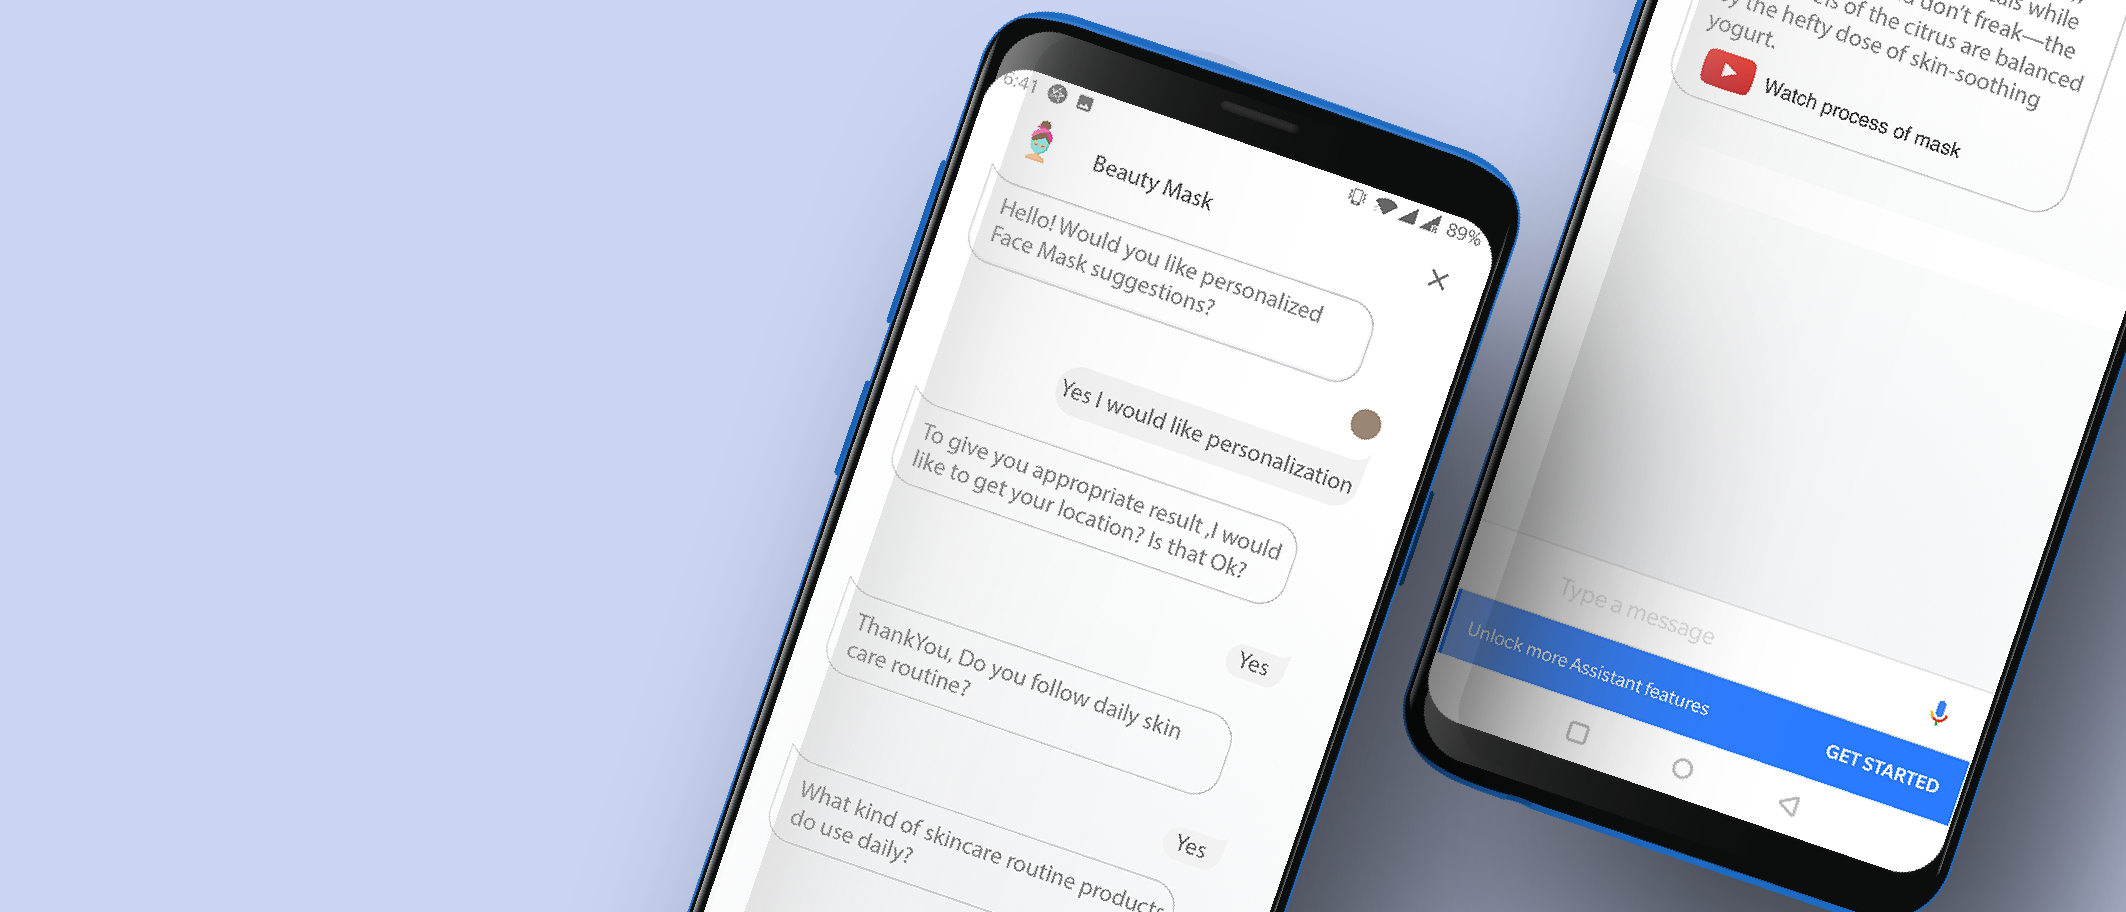 6:41
89%
Beauty Mask
Hello! Would you like personalized
Face Mask suggestions?
Yes I would like personalization
To give you appropriate result ,I would
like to get your location? Is that Ok?
Yes
ThankYou, Do you follow daily skin
care routine?
Yes
What kind of skincare routine products
do use daily?
while
don't freak—the
of the citrus are balanced
the hefty dose of skin-soothing
yogurt.
Watch process of mask
Type a message
Unlock more Assistant features
GET STARTED